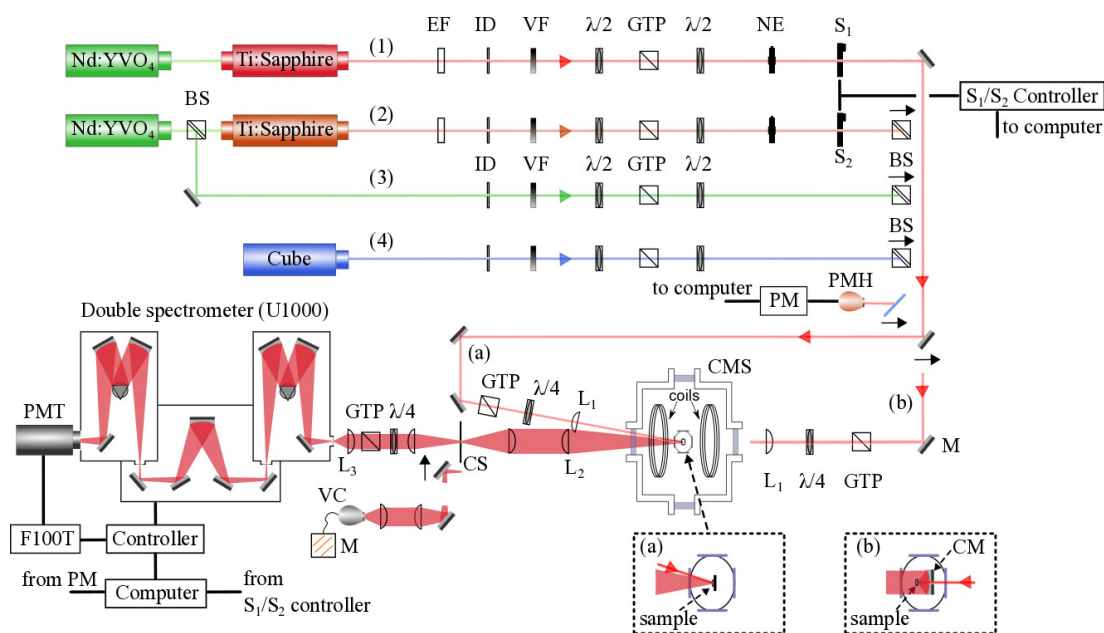 EF ID VF λ/2 GTP λ/2 NE S₁
Nd:YVO₄ Ti:Sapphire (1)
S₁/S₂ Controller
to computer
BS
Nd:YVO₄ Ti:Sapphire (2)
S₂
ID VF λ/2 GTP λ/2 BS
(3)
BS
(4)
Cube
to computer
PM
PMH
Double spectrometer (U1000)
(a)
GTP
λ/4
L₁
CMS
coils
(b)
PMT
GTP λ/4
L₃
CS
L₂
L₁ λ/4 GTP
M
VC
M
F100T
Controller
from PM
Computer
from
S₁/S₂ controller
(a)
sample
(b)
CM
sample